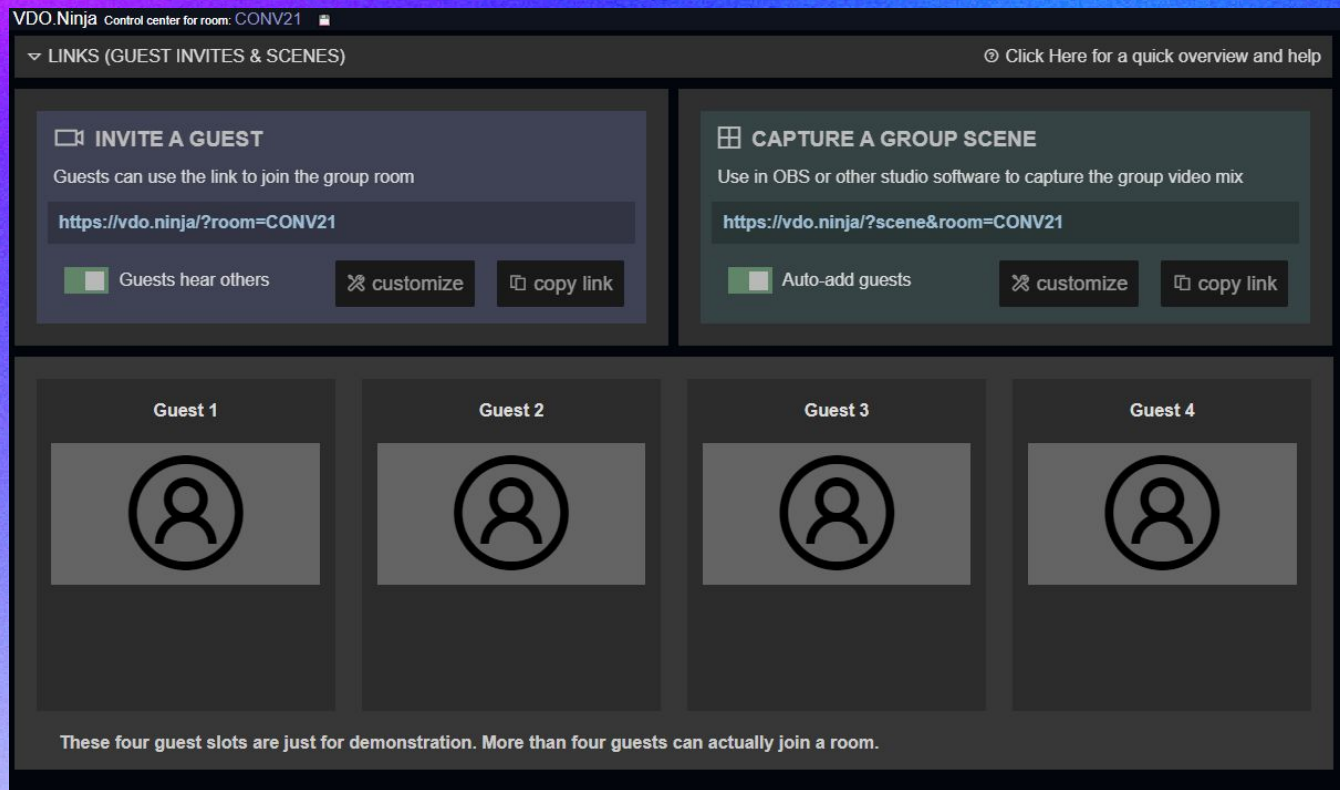 VDO.Ninja Control center for room: CONV21
LINKS (GUEST INVITES & SCENES)
Click Here for a quick overview and help
INVITE A GUEST
Guests can use the link to join the group room
https://vdo.ninja/?room=CONV21
Guests hear others
customize
copy link
CAPTURE A GROUP SCENE
Use in OBS or other studio software to capture the group video mix
https://vdo.ninja/?scene&room=CONV21
Auto-add guests
customize
copy link
Guest 1
Guest 2
Guest 3
Guest 4
These four guest slots are just for demonstration. More than four guests can actually join a room.